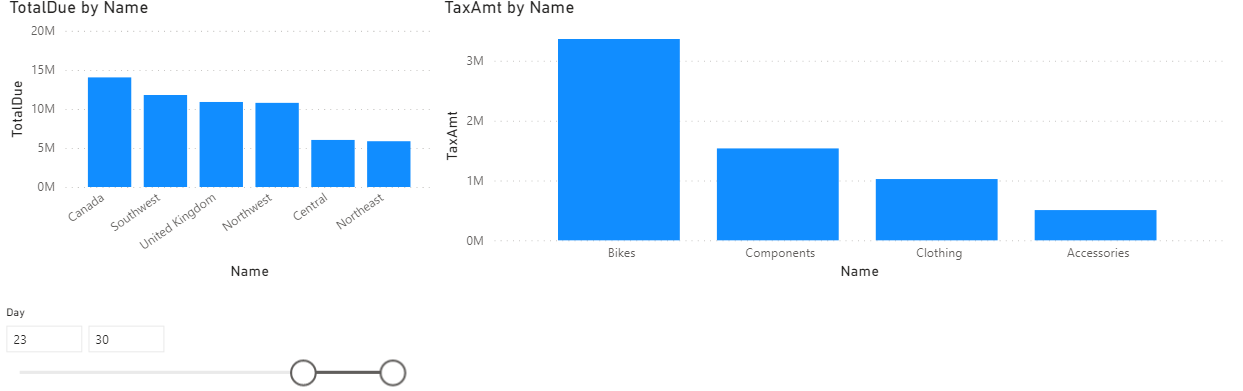 TotalDue by Name
20M
15M
10M
5M
0M
TotalDue
Canada
Southwest
United Kingdom
Northwest
Central
Northeast
Name
TaxAmt by Name
3M
2M
1M
0M
TaxAmt
Bikes
Components
Clothing
Accessories
Name
Day
23
30